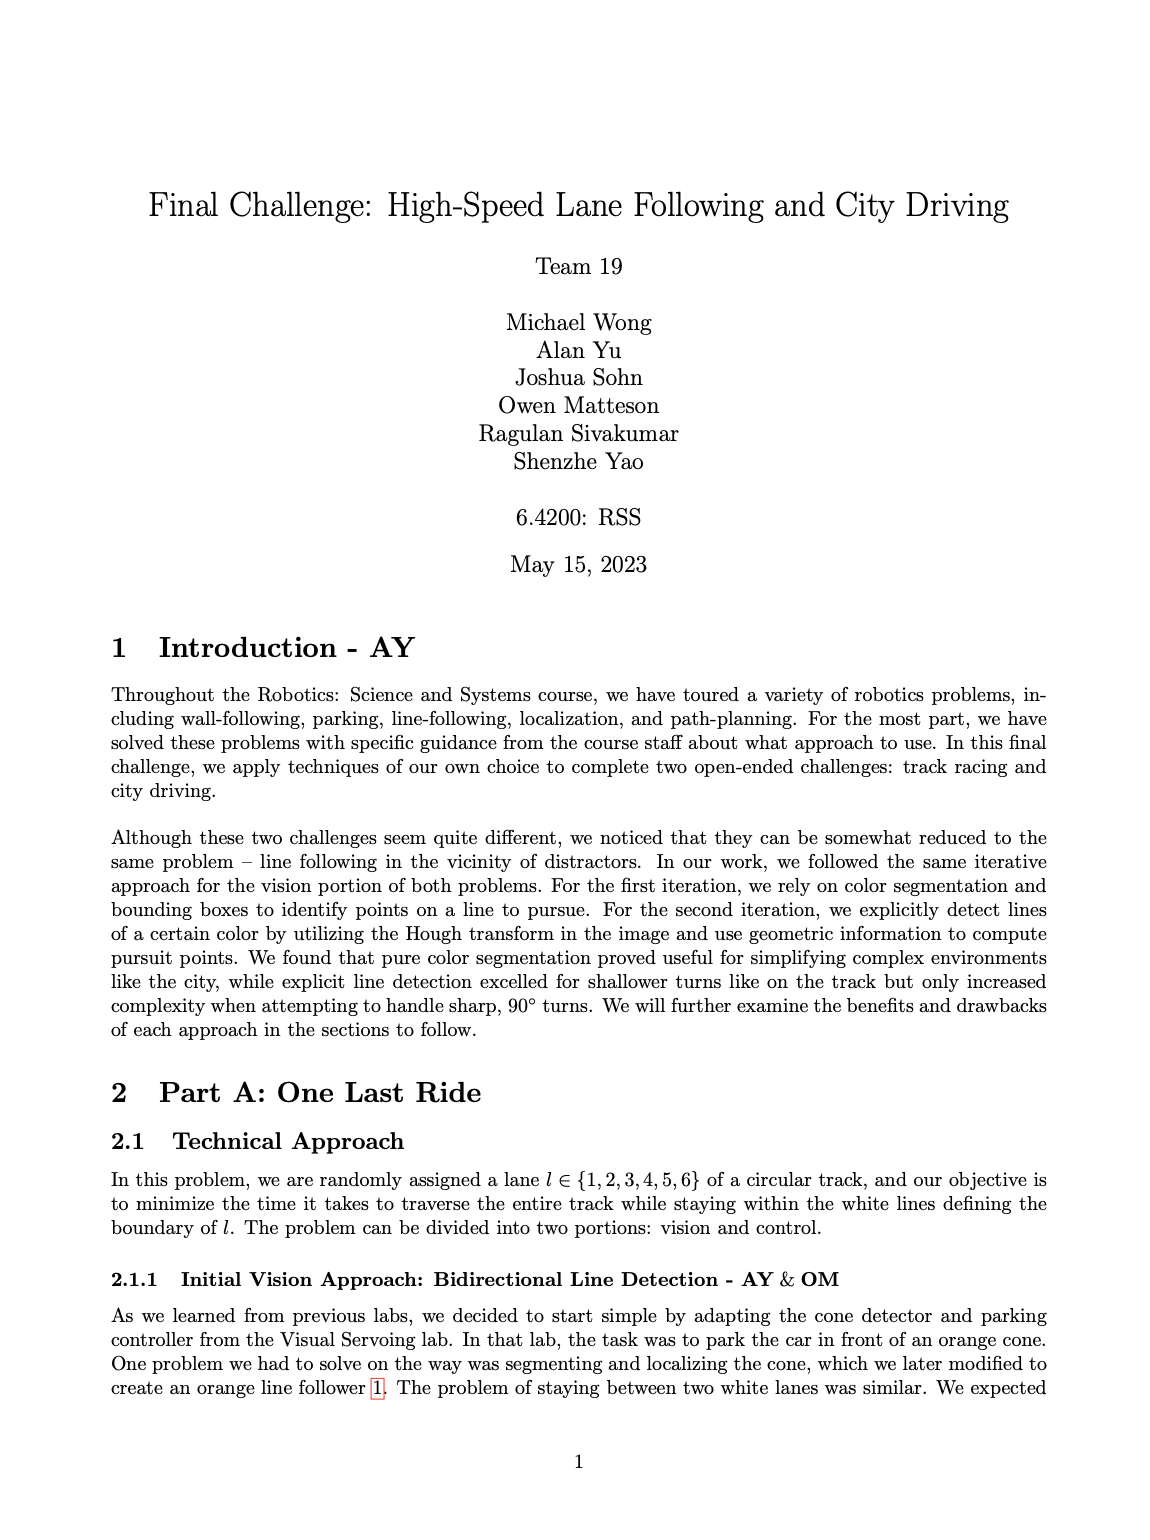 Final Challenge: High-Speed Lane Following and City Driving
Team 19
Michael Wong
Alan Yu
Joshua Sohn
Owen Matteson
Ragulan Sivakumar
Shenzhe Yao
6.4200: RSS
May 15, 2023
1 Introduction - AY
Throughout the Robotics: Science and Systems course, we have toured a variety of robotics problems, in-
cluding wall-following, parking, line-following, localization, and path-planning. For the most part, we have
solved these problems with specific guidance from the course staff about what approach to use. In this final
challenge, we apply techniques of our own choice to complete two open-ended challenges: track racing and
city driving.
Although these two challenges seem quite different, we noticed that they can be somewhat reduced to the
same problem – line following in the vicinity of distractors. In our work, we followed the same iterative
approach for the vision portion of both problems. For the first iteration, we rely on color segmentation and
bounding boxes to identify points on a line to pursue. For the second iteration, we explicitly detect lines
of a certain color by utilizing the Hough transform in the image and use geometric information to compute
pursuit points. We found that pure color segmentation proved useful for simplifying complex environments
like the city, while explicit line detection excelled for shallower turns like on the track but only increased
complexity when attempting to handle sharp, 90° turns. We will further examine the benefits and drawbacks
of each approach in the sections to follow.
2 Part A: One Last Ride
2.1 Technical Approach
In this problem, we are randomly assigned a lane l ∈ {1, 2, 3, 4, 5, 6} of a circular track, and our objective is
to minimize the time it takes to traverse the entire track while staying within the white lines defining the
boundary of l. The problem can be divided into two portions: vision and control.
2.1.1 Initial Vision Approach: Bidirectional Line Detection - AY & OM
As we learned from previous labs, we decided to start simple by adapting the cone detector and parking
controller from the Visual Servoing lab. In that lab, the task was to park the car in front of an orange cone.
One problem we had to solve on the way was segmenting and localizing the cone, which we later modified to
create an orange line follower 1. The problem of staying between two white lanes was similar. We expected
1